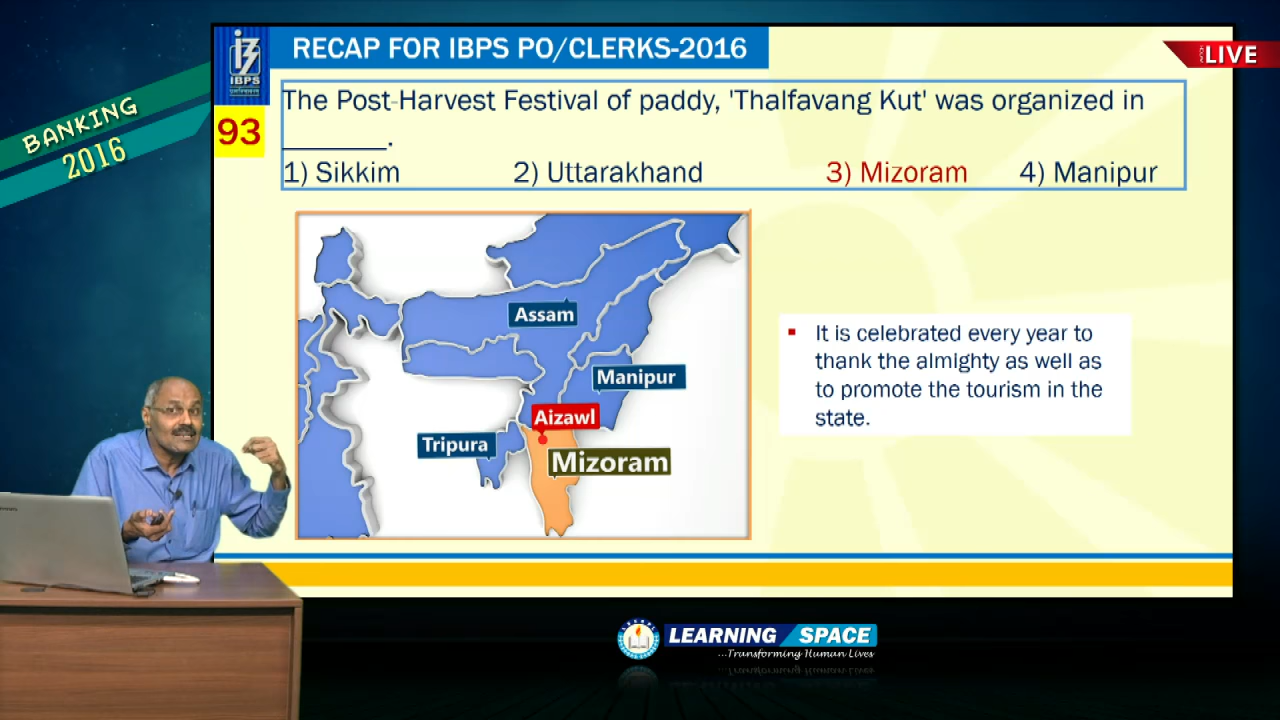 IBPS
RECAP FOR IBPS PO/CLERKS-2016
LIVE
BANKING
2016
93
The Post-Harvest Festival of paddy, 'Thalfavang Kut' was organized in
_______.
1) Sikkim 2) Uttarakhand 3) Mizoram 4) Manipur
Assam
Manipur
Aizawl
Tripura
Mizoram
▪ It is celebrated every year to
thank the almighty as well as
to promote the tourism in the
state.
LEARNING SPACE
...Transforming Human Lives